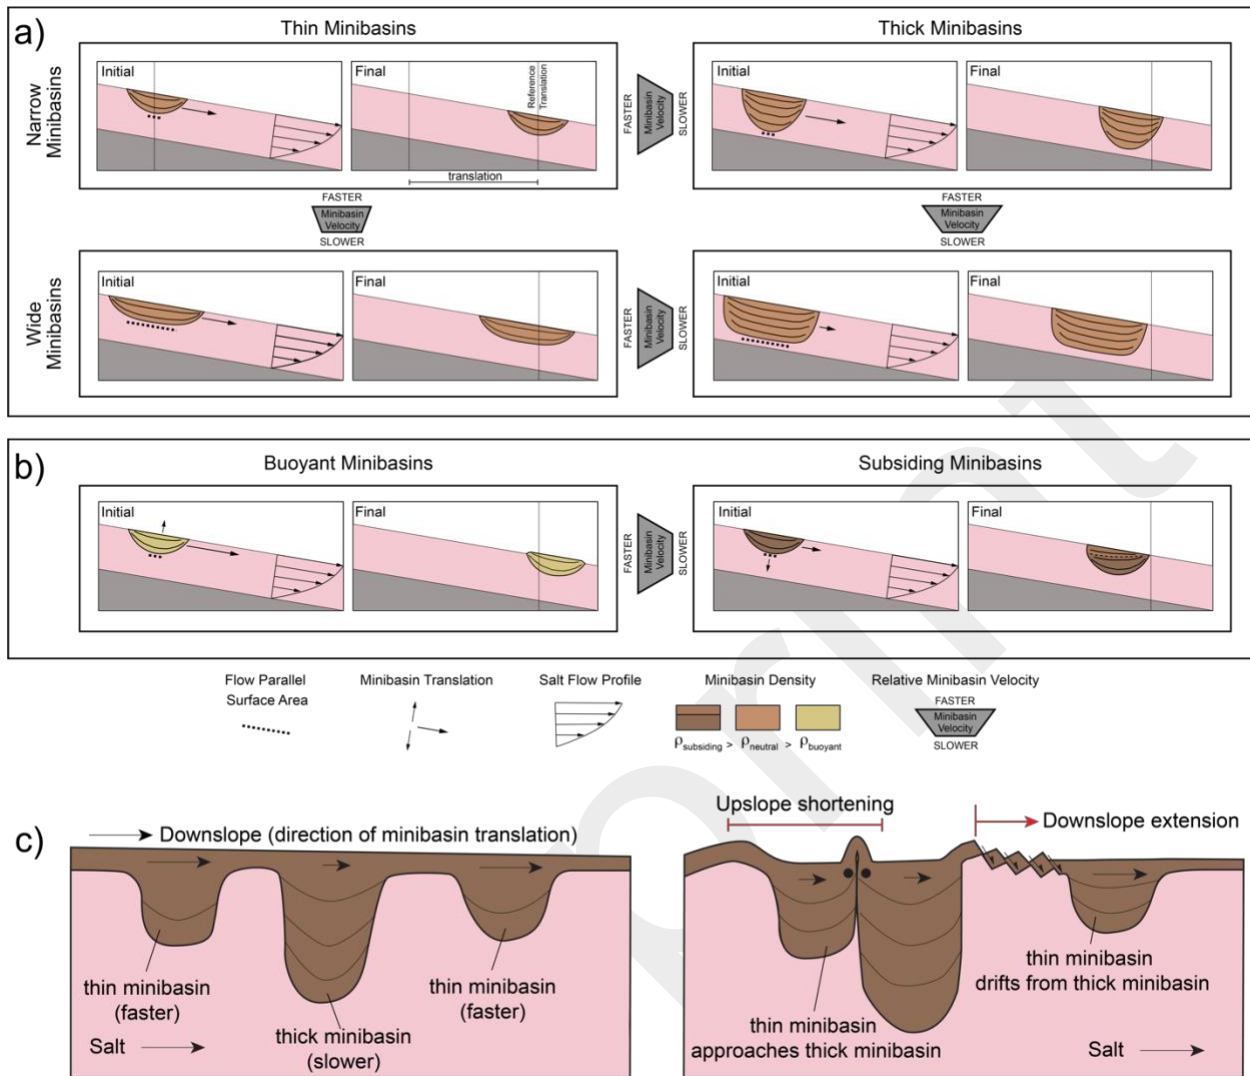 a)
Thin Minibasins
Thick Minibasins
Narrow
Minibasins
Initial
Final
Reference
Translation
translation
FASTER
Minibasin
Velocity
SLOWER
Initial
Final
FASTER
Minibasin
Velocity
SLOWER
FASTER
Minibasin
Velocity
SLOWER
Wide
Minibasins
Initial
Final
FASTER
Minibasin
Velocity
SLOWER
Initial
Final
b)
Buoyant Minibasins
Subsiding Minibasins
Initial
Final
FASTER
Minibasin
Velocity
SLOWER
Initial
Final
Flow Parallel
Surface Area
Minibasin Translation
Salt Flow Profile
Minibasin Density
ρsubsiding > ρneutral > ρbuoyant
Relative Minibasin Velocity
FASTER
Minibasin
Velocity
SLOWER
c)
Downslope (direction of minibasin translation)
thin minibasin
(faster)
thick minibasin
(slower)
thin minibasin
(faster)
Salt
Upslope shortening
Downslope extension
thin minibasin
approaches thick minibasin
thin minibasin
drifts from thick minibasin
Salt